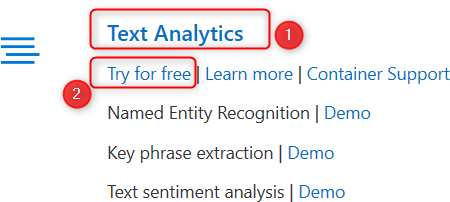 Text Analytics 1
2 Try for free | Learn more | Container Support
Named Entity Recognition | Demo
Key phrase extraction | Demo
Text sentiment analysis | Demo